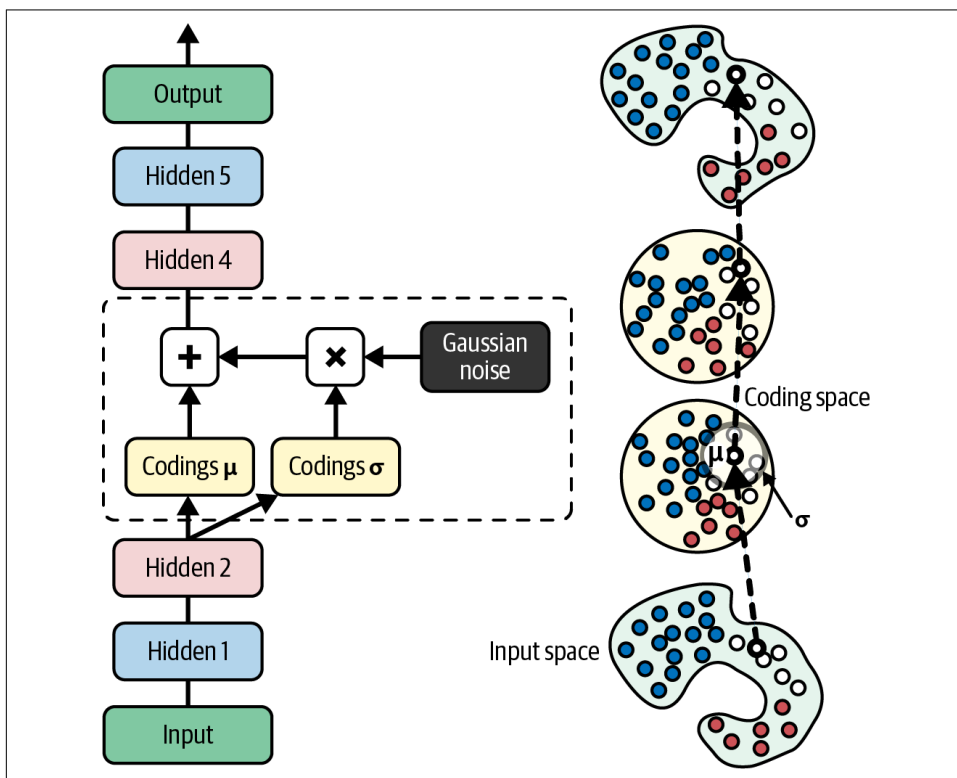 Output
Hidden 5
Hidden 4
Gaussian
noise
Codings μ
Codings σ
Hidden 2
Hidden 1
Input
Coding space
μ
σ
Input space